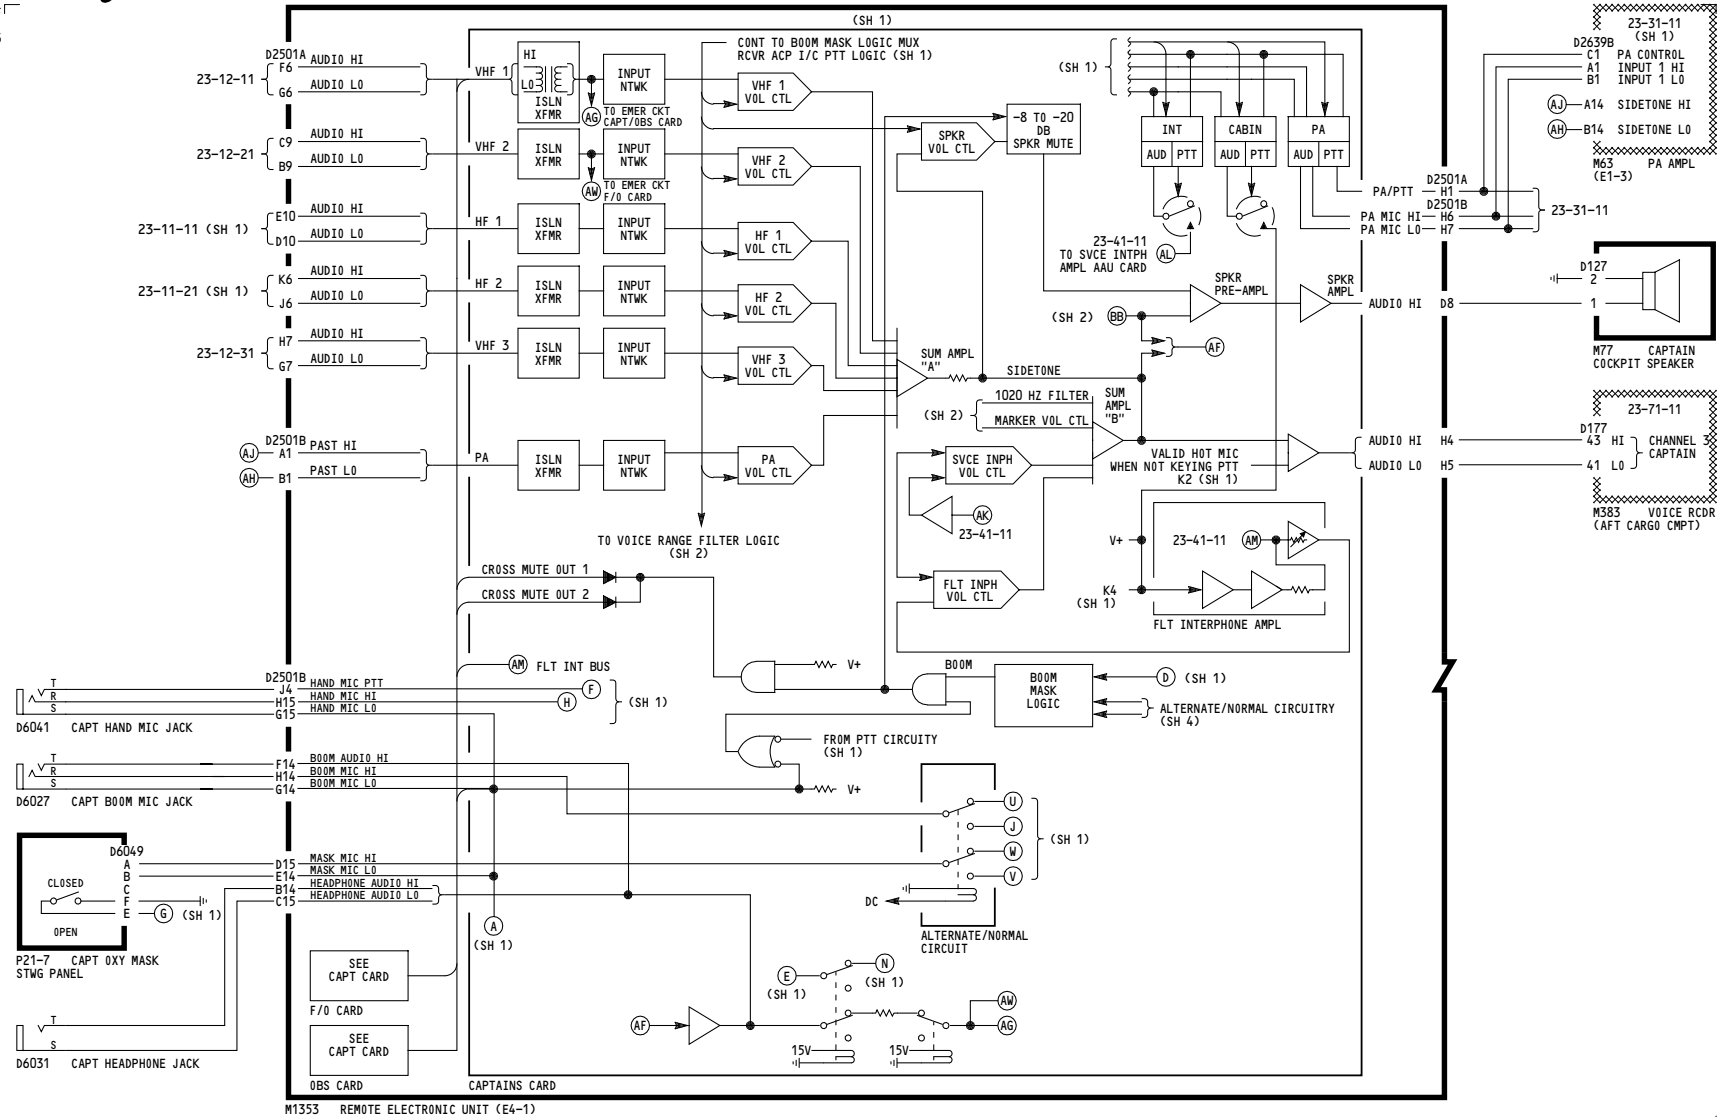 (SH 1)
D2501A
23-12-11
F6 AUDIO HI
G6 AUDIO LO
VHF 1
HI
LO
ISLN
XFMR
INPUT
NTWK
AG
TO EMER CKT
CAPT/OBS CARD
CONT TO BOOM MASK LOGIC MUX
RCVR ACP I/C PTT LOGIC (SH 1)
VHF 1
VOL CTL
23-12-21
C9 AUDIO HI
B9 AUDIO LO
VHF 2
ISLN
XFMR
INPUT
NTWK
AW
TO EMER CKT
F/O CARD
VHF 2
VOL CTL
23-11-11 (SH 1)
E10 AUDIO HI
D10 AUDIO LO
HF 1
ISLN
XFMR
INPUT
NTWK
HF 1
VOL CTL
23-11-21 (SH 1)
K6 AUDIO HI
J6 AUDIO LO
HF 2
ISLN
XFMR
INPUT
NTWK
HF 2
VOL CTL
23-12-31
H7 AUDIO HI
G7 AUDIO LO
VHF 3
ISLN
XFMR
INPUT
NTWK
VHF 3
VOL CTL
D2501B
AJ A1 PAST HI
AH B1 PAST LO
PA
ISLN
XFMR
INPUT
NTWK
PA
VOL CTL
TO VOICE RANGE FILTER LOGIC
(SH 2)
SPKR
VOL CTL
-8 TO -20
DB
SPKR MUTE
(SH 1)
INT
AUD PTT
CABIN
AUD PTT
PA
AUD PTT
23-41-11
TO SVCE INTPH
AMPL AAU CARD
AL
SPKR
PRE-AMPL
SPKR
AMPL
(SH 2) BB
AF
SUM AMPL
"A"
SIDETONE
1020 HZ FILTER
(SH 2)
MARKER VOL CTL
SUM
AMPL
"B"
SVCE INPH
VOL CTL
AK
23-41-11
VALID HOT MIC
WHEN NOT KEYING PTT
K2 (SH 1)
FLT INPH
VOL CTL
V+
K4
(SH 1)
23-41-11 AM
FLT INTERPHONE AMPL
23-31-11
(SH 1)
D2639B
C1 PA CONTROL
A1 INPUT 1 HI
B1 INPUT 1 LO
AJ A14 SIDETONE HI
AH B14 SIDETONE LO
M63 PA AMPL
(E1-3)
D2501A
PA/PTT H1
D2501B
PA MIC HI H6
PA MIC LO H7
23-31-11
AUDIO HI D8
D127
2
1
M77 CAPTAIN
COCKPIT SPEAKER
23-71-11
D177
AUDIO HI H4
AUDIO LO H5
43 HI
41 LO
CHANNEL 3
CAPTAIN
M383 VOICE RCDR
(AFT CARGO CMPT)
CROSS MUTE OUT 1
CROSS MUTE OUT 2
AM FLT INT BUS
V+
BOOM
BOOM
MASK
LOGIC
D (SH 1)
ALTERNATE/NORMAL CIRCUITRY
(SH 4)
FROM PTT CIRCUITY
(SH 1)
V+
D2501B
T J4 HAND MIC PTT F
R H15 HAND MIC HI H
S G15 HAND MIC LO
(SH 1)
D6041 CAPT HAND MIC JACK
T F14 BOOM AUDIO HI
R H14 BOOM MIC HI
S G14 BOOM MIC LO
D6027 CAPT BOOM MIC JACK
D6049
A D15 MASK MIC HI
B E14 MASK MIC LO
C B14 HEADPHONE AUDIO HI
F C15 HEADPHONE AUDIO LO
E G (SH 1)
CLOSED
OPEN
P21-7 CAPT OXY MASK
STWG PANEL
A
(SH 1)
U
J
W
V
(SH 1)
DC
ALTERNATE/NORMAL
CIRCUIT
SEE
CAPT CARD
F/O CARD
SEE
CAPT CARD
OBS CARD
T
S
D6031 CAPT HEADPHONE JACK
E
(SH 1)
N
(SH 1)
AF
AW
AG
15V
15V
CAPTAINS CARD
M1353 REMOTE ELECTRONIC UNIT (E4-1)